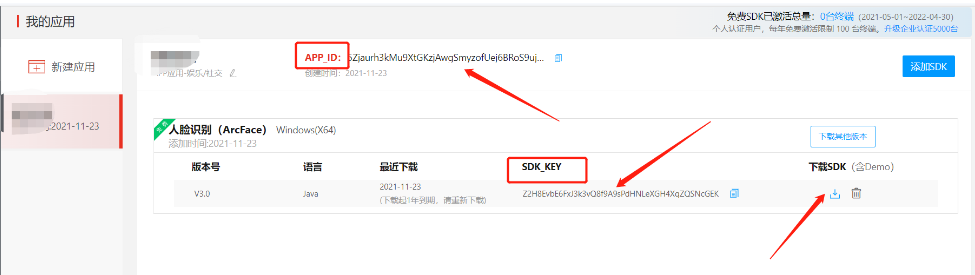 我的应用
免费SDK已激活总量：0台终端（2021-05-01~2022-04-30）
个人认证用户，每年免费激活限制 100 台终端，升级企业认证5000台
新建应用
2021-11-23
APP_ID: 5Zjaurh3kMu9XtGKzjAwqSmyzofUej6BRoS9uj...
APP应用-娱乐/社交
创建时间：2021-11-23
添加SDK
免费
人脸识别（ArcFace） Windows(X64)
添加时间:2021-11-23
下载其他版本
版本号 语言 最近下载 SDK_KEY 下载SDK（含Demo）
V3.0 Java 2021-11-23 Z2H8EvbE6FxJ3k3vQ8f9A9sPdHNLeXGH4XqZQSNcGEK
(下载起1年到期，请重新下载)